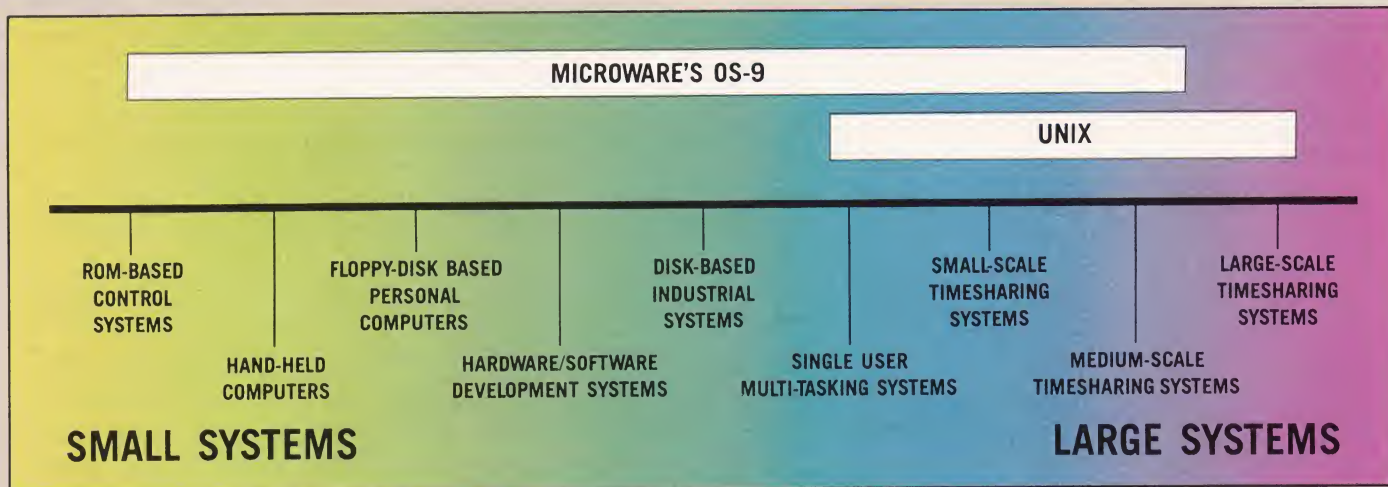 MICROWARE'S OS-9
UNIX
ROM-BASED
CONTROL
SYSTEMS
HAND-HELD
COMPUTERS
FLOPPY-DISK BASED
PERSONAL
COMPUTERS
HARDWARE/SOFTWARE
DEVELOPMENT SYSTEMS
DISK-BASED
INDUSTRIAL
SYSTEMS
SINGLE USER
MULTI-TASKING SYSTEMS
SMALL-SCALE
TIMESHARING
SYSTEMS
MEDIUM-SCALE
TIMESHARING SYSTEMS
LARGE-SCALE
TIMESHARING
SYSTEMS
SMALL SYSTEMS
LARGE SYSTEMS